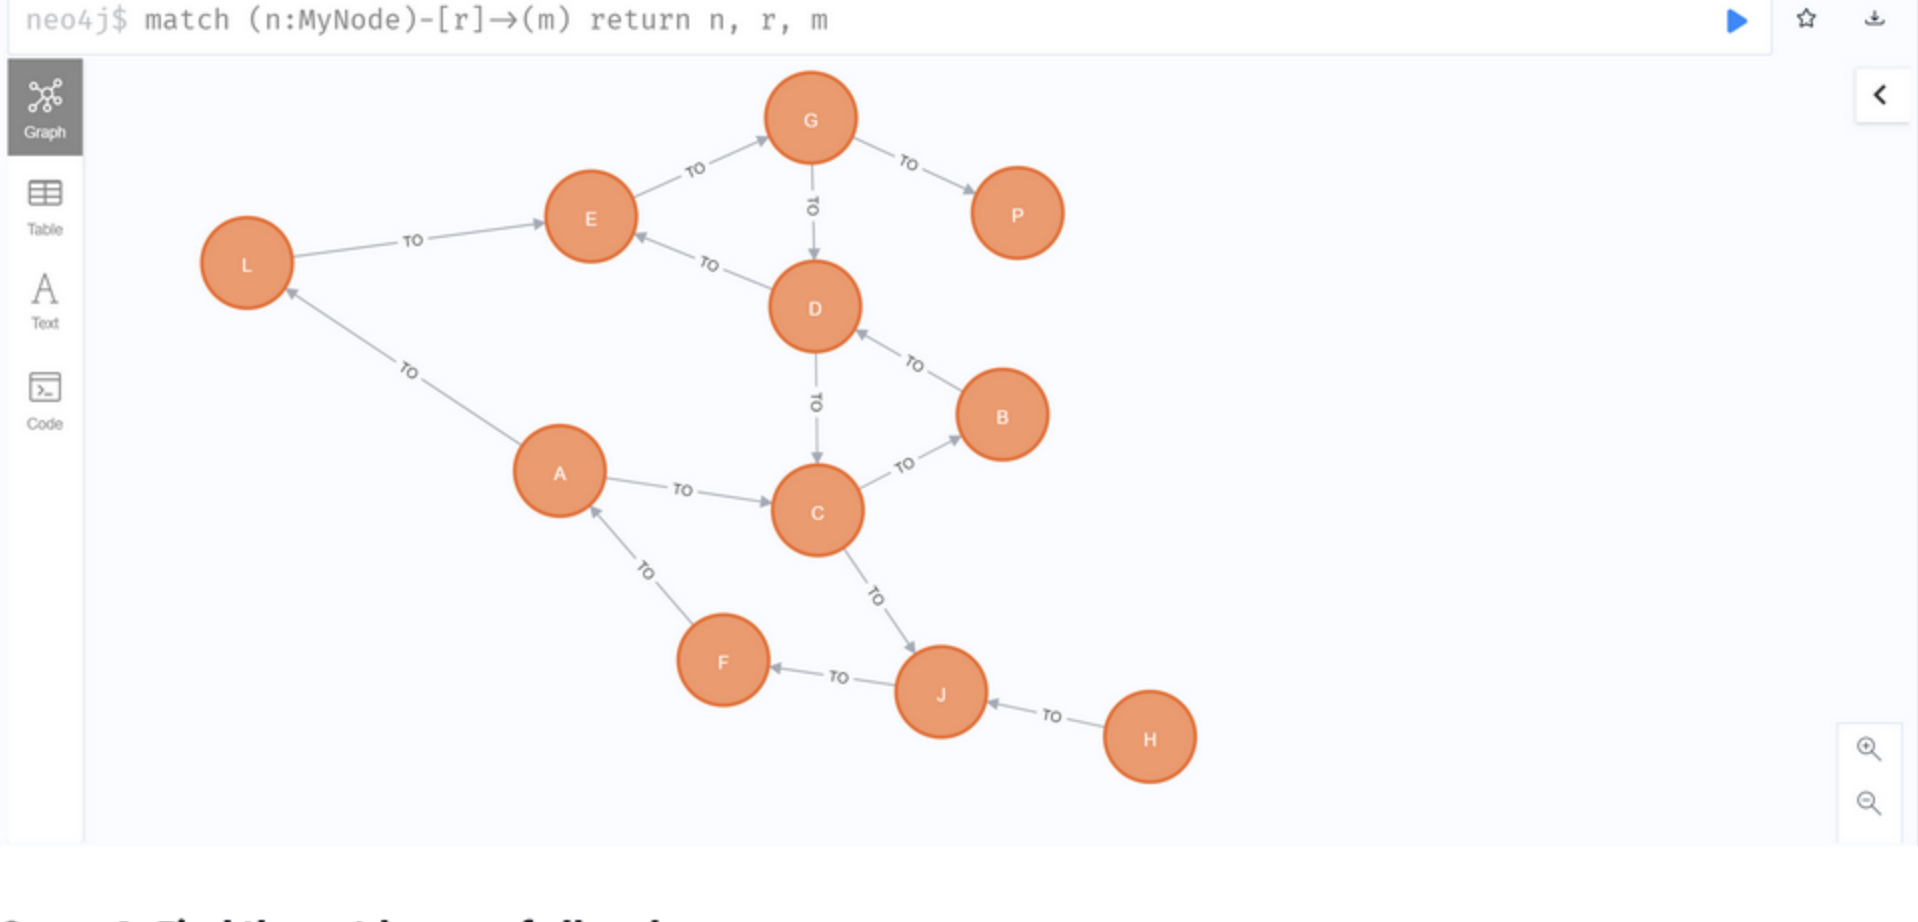 neo4j$ match (n:MyNode)-[r]→(m) return n, r, m
Graph
Table
Text
Code
G
TO
TO
P
E
TO
TO
L
TO
D
TO
TO
TO
B
A
TO
C
TO
TO
TO
F
TO
J
TO
H